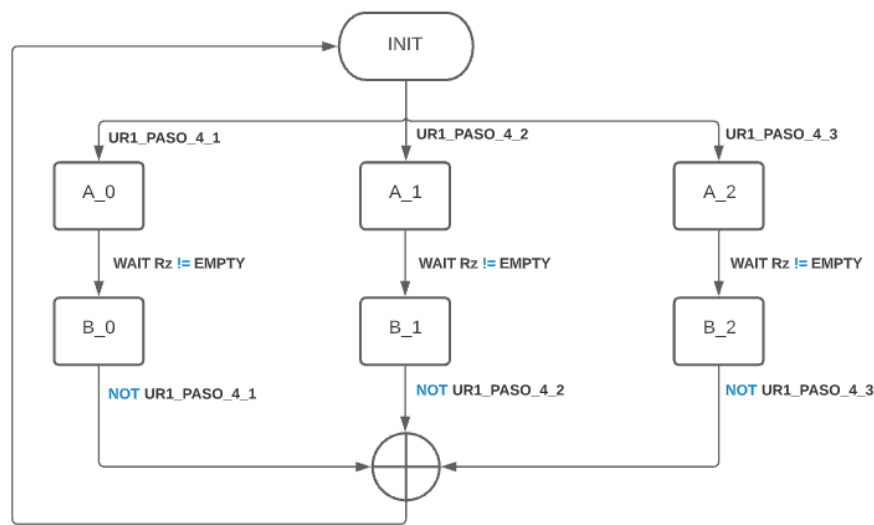 INIT
UR1_PASO_4_1
UR1_PASO_4_2
UR1_PASO_4_3
A_0
A_1
A_2
WAIT Rz != EMPTY
WAIT Rz != EMPTY
WAIT Rz != EMPTY
B_0
B_1
B_2
NOT UR1_PASO_4_1
NOT UR1_PASO_4_2
NOT UR1_PASO_4_3